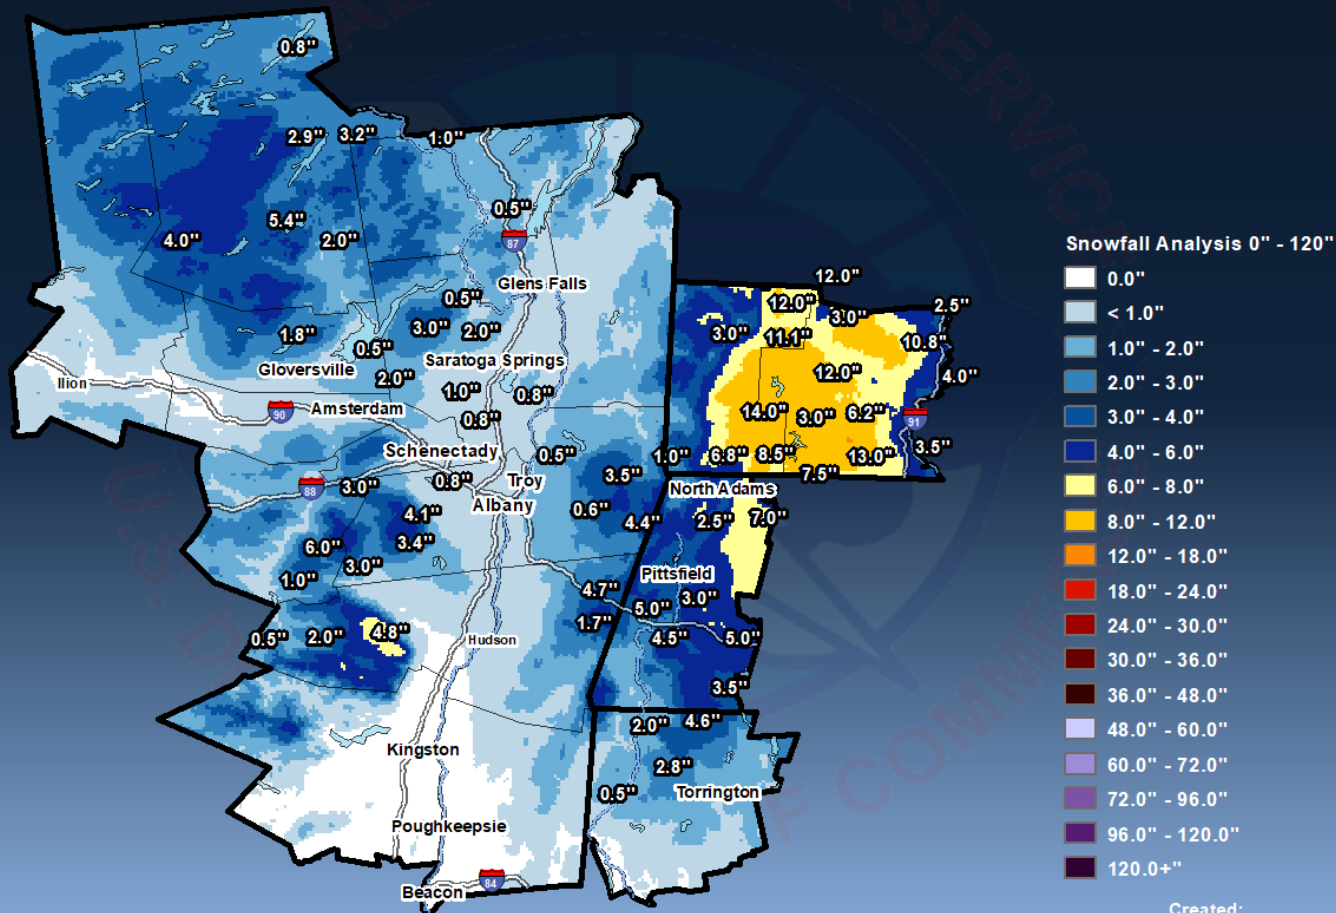 0.8"
2.9"
3.2"
1.0"
0.5"
5.4"
4.0"
2.0"
87
Glens Falls
0.5"
3.0"
2.0"
1.8"
0.5"
Saratoga Springs
Gloversville
2.0"
Ilion
1.0"
0.8"
90
Amsterdam
0.8"
Schenectady
0.5"
1.0"
3.5"
88
3.0"
0.8"
Troy
Albany
0.6"
4.4"
4.1"
3.4"
6.0"
3.0"
1.0"
4.7"
1.7"
0.5"
2.0"
4.8"
Hudson
Kingston
Poughkeepsie
Beacon
84
12.0"
12.0"
3.0"
2.5"
3.0"
11.1"
10.8"
12.0"
4.0"
14.0"
3.0"
6.2"
91
6.8"
8.5"
13.0"
3.5"
7.5"
North Adams
2.5"
7.0"
Pittsfield
5.0"
3.0"
4.5"
5.0"
3.5"
2.0"
4.6"
2.8"
0.5"
Torrington
Snowfall Analysis 0" - 120"
0.0"
< 1.0"
1.0" - 2.0"
2.0" - 3.0"
3.0" - 4.0"
4.0" - 6.0"
6.0" - 8.0"
8.0" - 12.0"
12.0" - 18.0"
18.0" - 24.0"
24.0" - 30.0"
30.0" - 36.0"
36.0" - 48.0"
48.0" - 60.0"
60.0" - 72.0"
72.0" - 96.0"
96.0" - 120.0"
120.0+"
Created: